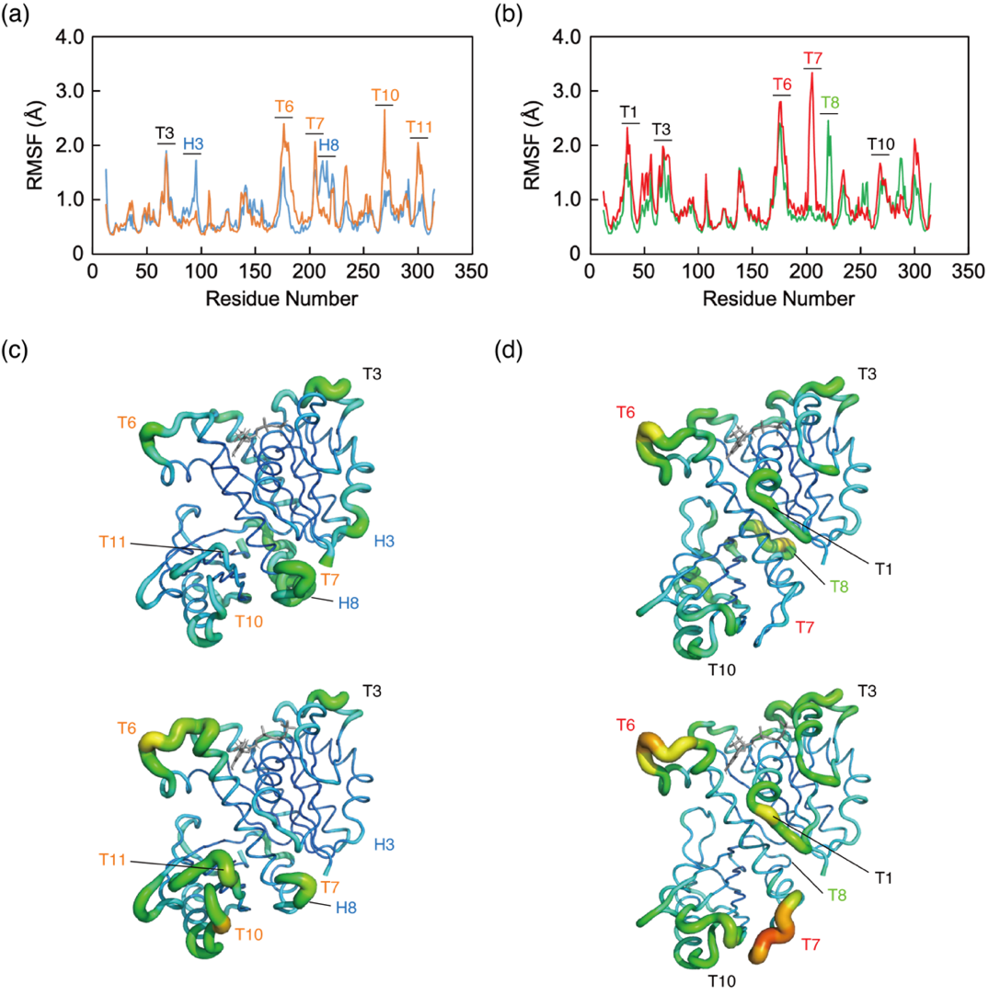 (a)
(b)
4.0
3.0
2.0
1.0
0
RMSF (Å)
T3
H3
T6
T7
H8
T10
T11
0 50 100 150 200 250 300 350
Residue Number
4.0
3.0
2.0
1.0
0
RMSF (Å)
T1
T3
T6
T7
T8
T10
0 50 100 150 200 250 300 350
Residue Number
(c)
(d)
T3
T6
T11
H3
T7
H8
T10
T3
T6
T1
T8
T7
T10
T3
T6
H3
T11
T7
H8
T10
T3
T6
T1
T8
T7
T10